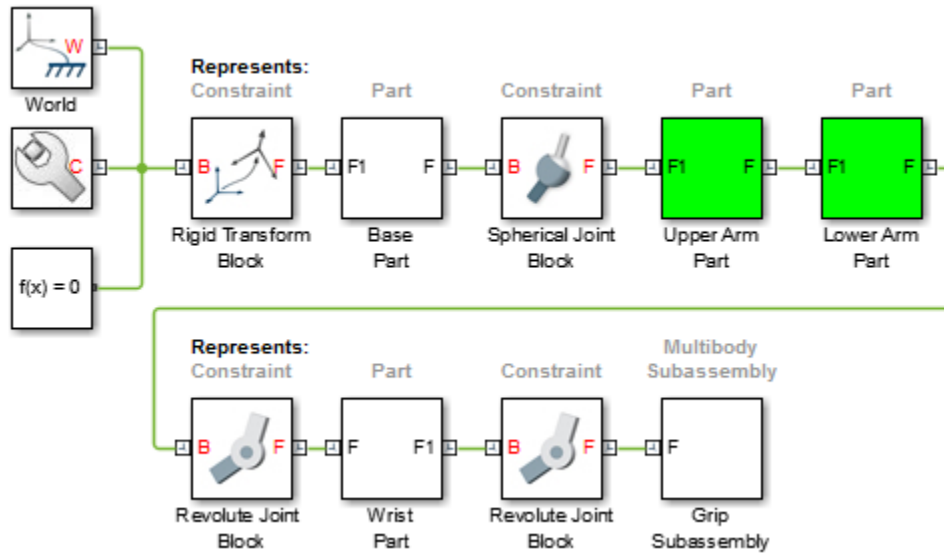 W
World
C
f(x) = 0
Represents:
Constraint
Part
Constraint
Part
Part
B
F
F1
F
B
F
F1
F
F1
F
Rigid Transform
Block
Base
Part
Spherical Joint
Block
Upper Arm
Part
Lower Arm
Part
Represents:
Constraint
Part
Constraint
Multibody
Subassembly
B
F
F
F1
B
F
F
Revolute Joint
Block
Wrist
Part
Revolute Joint
Block
Grip
Subassembly